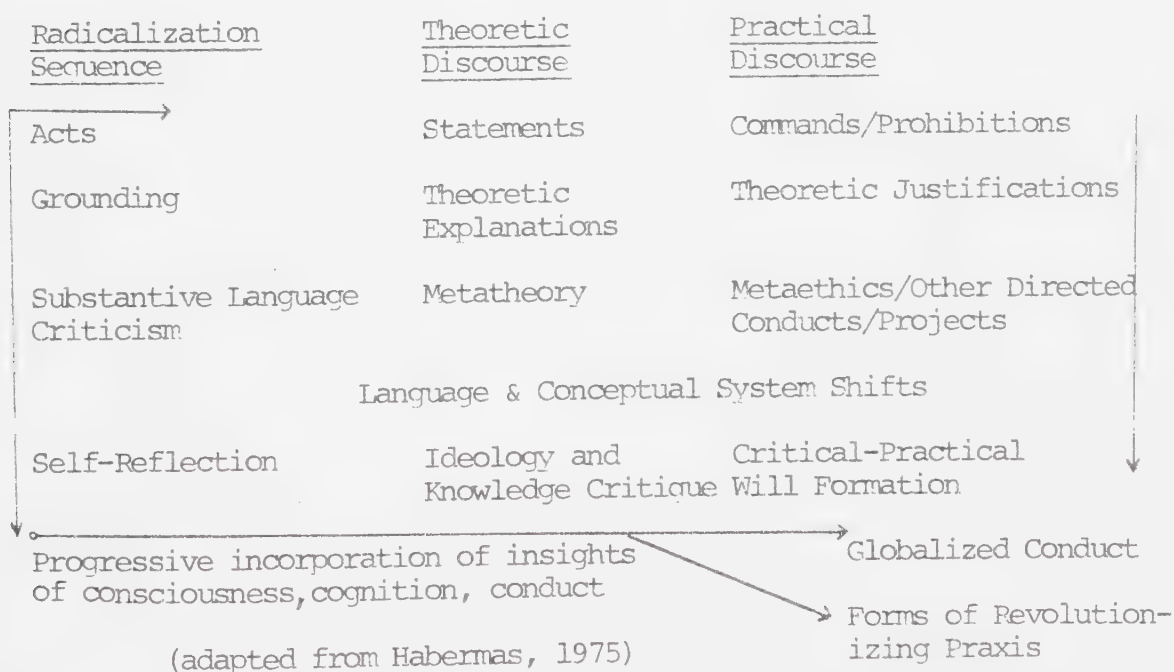 Radicalization Theoretic Practical
Sequence Discourse Discourse
Acts Statements Commands/Prohibitions
Grounding Theoretic Theoretic Justifications
Explanations
Substantive Language Metatheory Metaethics/Other Directed
Criticism Conducts/Projects
Language & Conceptual System Shifts
Self-Reflection Ideology and Critical-Practical
Knowledge Critique Will Formation
Progressive incorporation of insights Globalized Conduct
of consciousness, cognition, conduct
Forms of Revolution-
(adapted from Habermas, 1975) izing Praxis